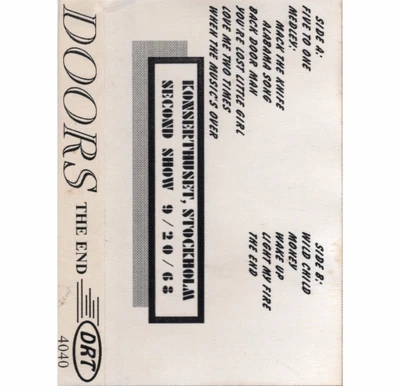 DOORS THE END DRT 4040
KONSERTHUSET, STOCKHOLM
SECOND SHOW 9/20/68
SIDE A:
FIVE TO ONE
MEDLEY:
MACK THE KNIFE
ALABAMA SONG
BACK DOOR MAN
YOU'RE LOST LITTLE GIRL
LOVE ME TWO TIMES
WHEN THE MUSIC'S OVER
SIDE B:
WILD CHILD
MONEY
WAKE UP
LIGHT MY FIRE
THE END